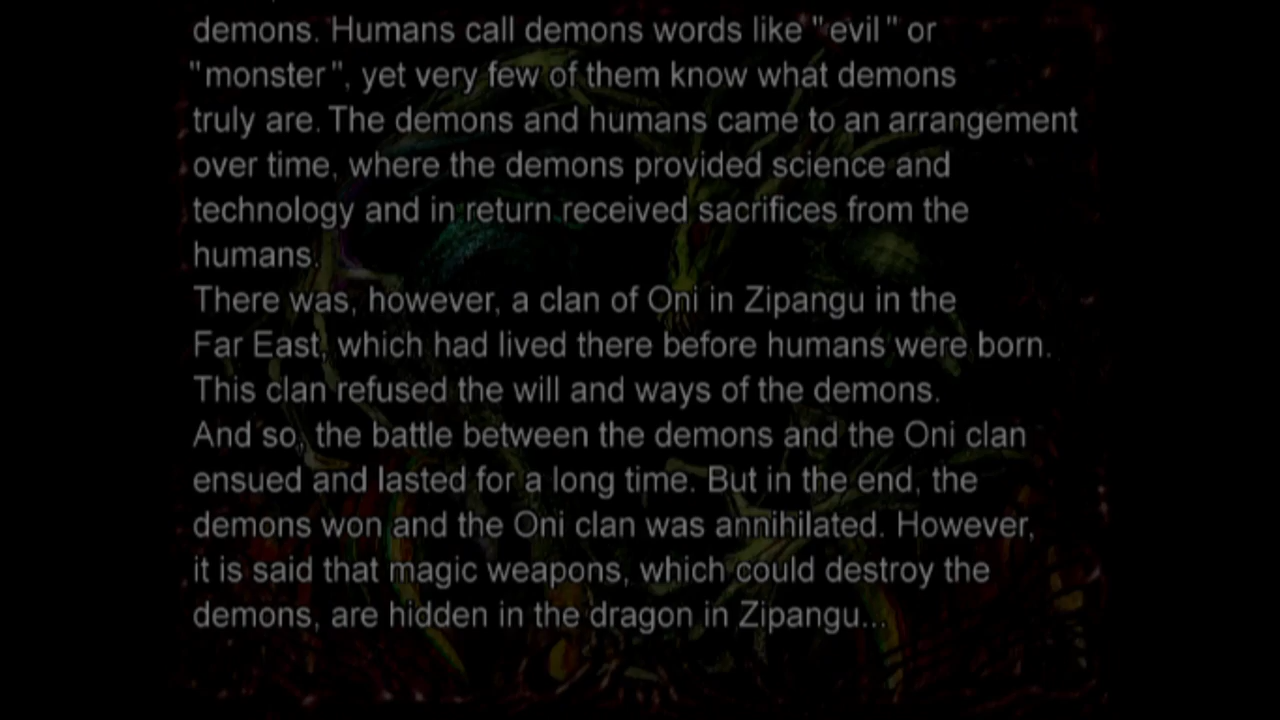 demons. Humans call demons words like "evil" or
"monster", yet very few of them know what demons
truly are. The demons and humans came to an arrangement
over time, where the demons provided science and
technology and in return received sacrifices from the
humans.
There was, however, a clan of Oni in Zipangu in the
Far East, which had lived there before humans were born.
This clan refused the will and ways of the demons.
And so, the battle between the demons and the Oni clan
ensued and lasted for a long time. But in the end, the
demons won and the Oni clan was annihilated. However,
it is said that magic weapons, which could destroy the
demons, are hidden in the dragon in Zipangu...